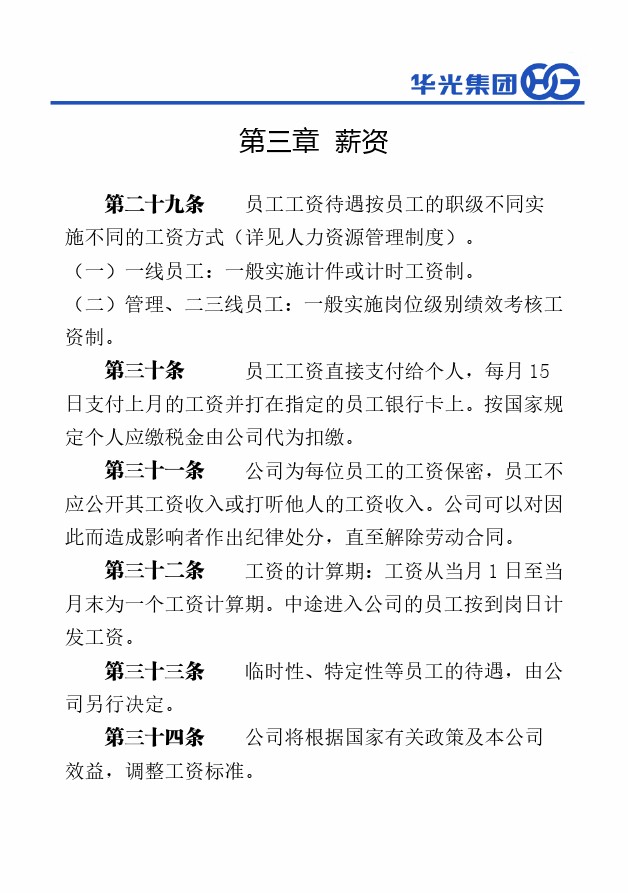 华光集团 HG
第三章 薪资
第二十九条 员工工资待遇按员工的职级不同实
施不同的工资方式（详见人力资源管理制度）。
（一）一线员工：一般实施计件或计时工资制。
（二）管理、二三线员工：一般实施岗位级别绩效考核工
资制。
第三十条 员工工资直接支付给个人，每月 15
日支付上月的工资并打在指定的员工银行卡上。按国家规
定个人应缴税金由公司代为扣缴。
第三十一条 公司为每位员工的工资保密，员工不
应公开其工资收入或打听他人的工资收入。公司可以对因
此而造成影响者作出纪律处分，直至解除劳动合同。
第三十二条 工资的计算期：工资从当月 1 日至当
月末为一个工资计算期。中途进入公司的员工按到岗日计
发工资。
第三十三条 临时性、特定性等员工的待遇，由公
司另行决定。
第三十四条 公司将根据国家有关政策及本公司
效益，调整工资标准。